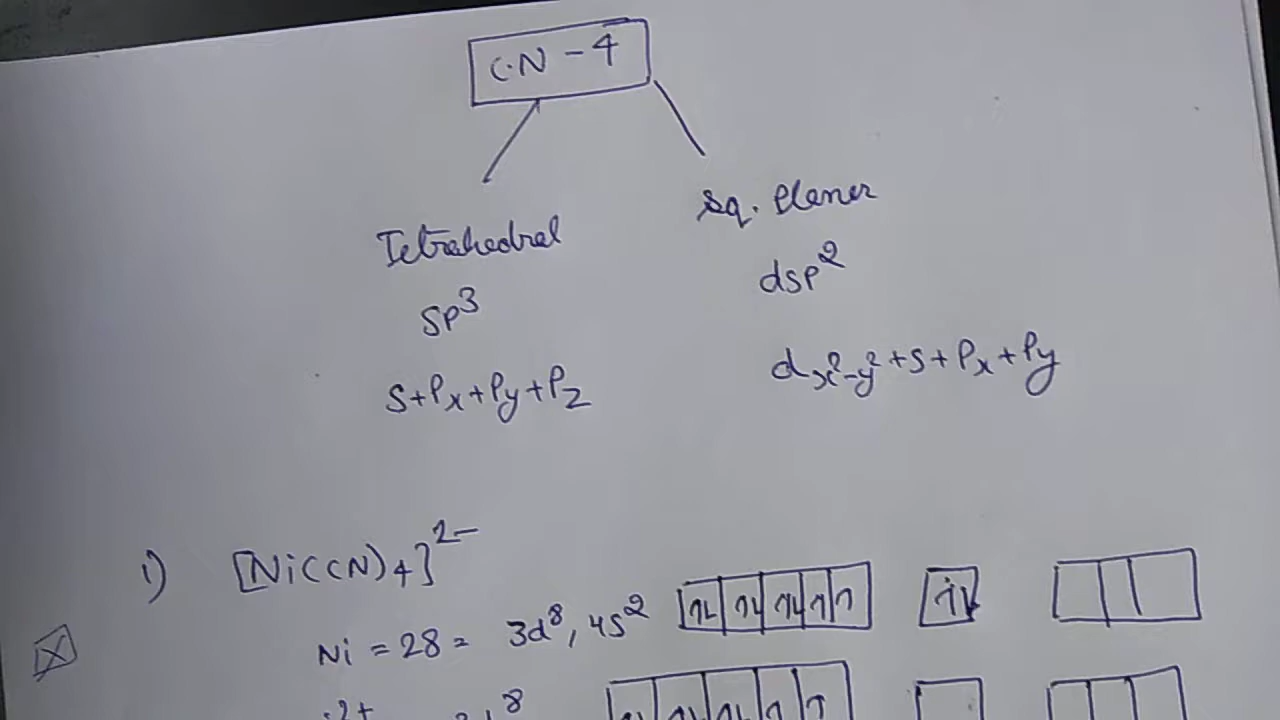 C.N - 4
Tetrahedral
Sq. Planer
sp³
dsp²
s+Px+Py+Pz
dx²-y²+s+Px+Py
1) [Ni(CN)4]²⁻
Ni = 28 = 3d⁸, 4s²